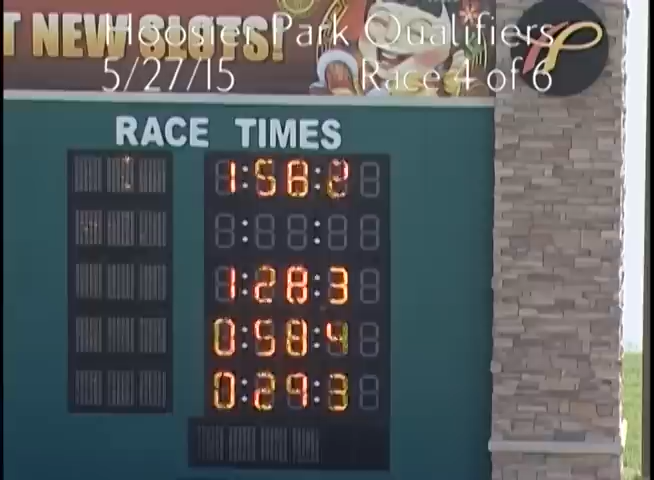 T NEW SLOTS!
Hoosier Park Qualifiers
5/27/15 Race 4 of 6
RACE TIMES
1:58:2
1:28:3
0:58:4
0:29:3